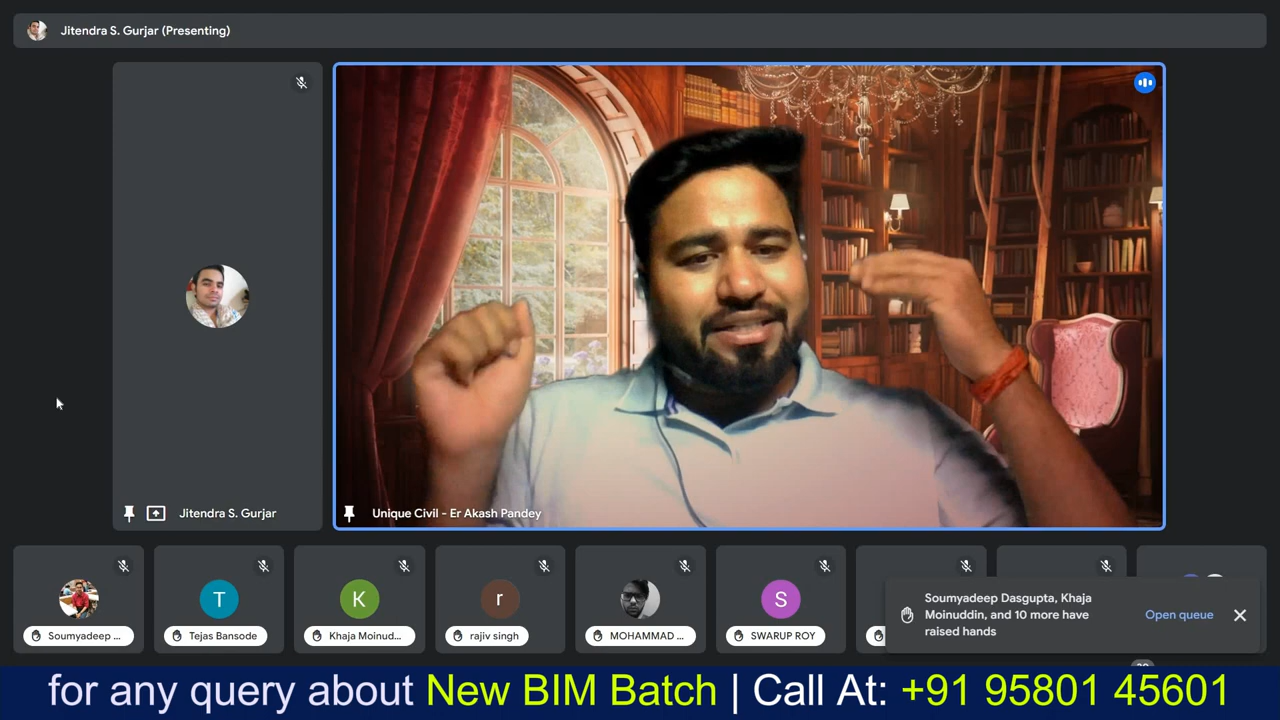 Jitendra S. Gurjar (Presenting)
Jitendra S. Gurjar
Unique Civil - Er Akash Pandey
Soumyadeep ...
T
Tejas Bansode
K
Khaja Moinud...
r
rajiv singh
MOHAMMAD ...
S
SWARUP ROY
Soumyadeep Dasgupta, Khaja
Moinuddin, and 10 more have
raised hands
Open queue
for any query about New BIM Batch | Call At: +91 95801 45601